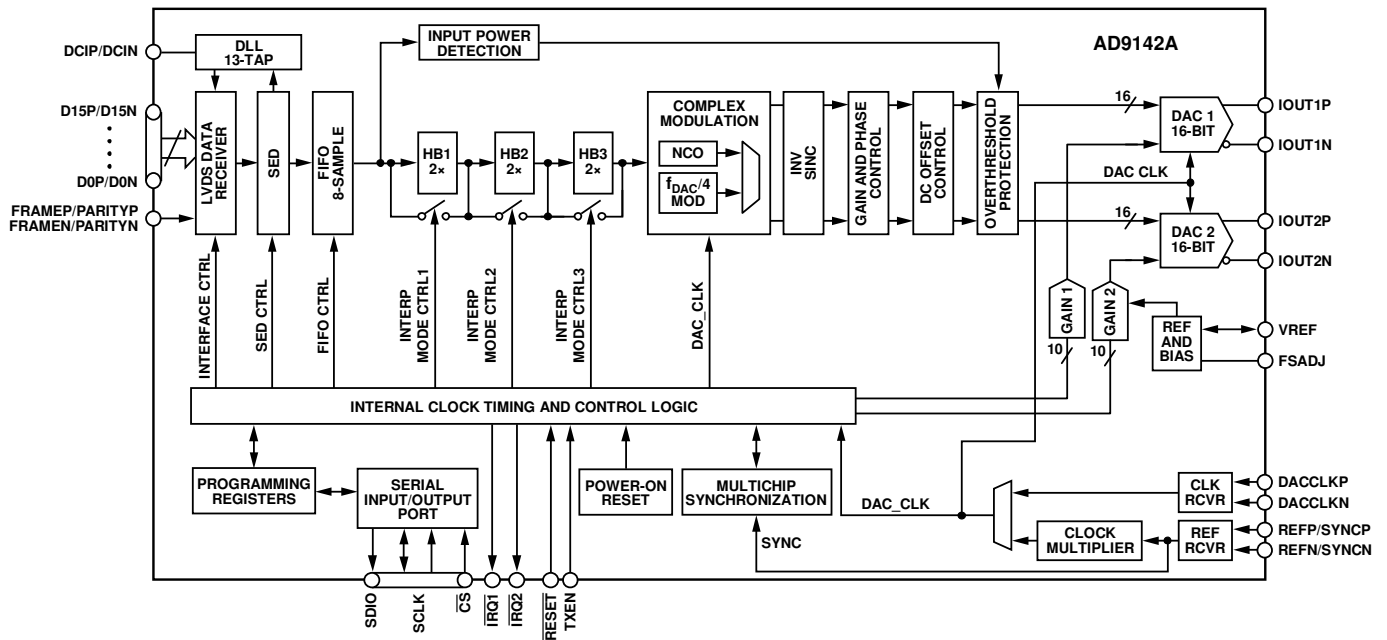 AD9142A
DCIP/DCIN
DLL
13-TAP
INPUT POWER
DETECTION
D15P/D15N
D0P/D0N
FRAMEP/PARITYP
FRAMEN/PARITYN
LVDS DATA
RECEIVER
SED
FIFO
8-SAMPLE
HB1
2×
HB2
2×
HB3
2×
COMPLEX
MODULATION
NCO
fDAC/4
MOD
INV
SINC
GAIN AND PHASE
CONTROL
DC OFFSET
CONTROL
OVERTHRESHOLD
PROTECTION
16
DAC 1
16-BIT
IOUT1P
IOUT1N
DAC CLK
16
DAC 2
16-BIT
IOUT2P
IOUT2N
INTERFACE CTRL
SED CTRL
FIFO CTRL
INTERP
MODE CTRL1
INTERP
MODE CTRL2
INTERP
MODE CTRL3
DAC_CLK
GAIN 1
10
GAIN 2
10
REF
AND
BIAS
VREF
FSADJ
INTERNAL CLOCK TIMING AND CONTROL LOGIC
PROGRAMMING
REGISTERS
SERIAL
INPUT/OUTPUT
PORT
POWER-ON
RESET
MULTICHIP
SYNCHRONIZATION
DAC_CLK
SYNC
CLOCK
MULTIPLIER
CLK
RCVR
REF
RCVR
DACCLKP
DACCLKN
REFP/SYNCP
REFN/SYNCN
SDIO
SCLK
CS
IRQ1
IRQ2
RESET
TXEN